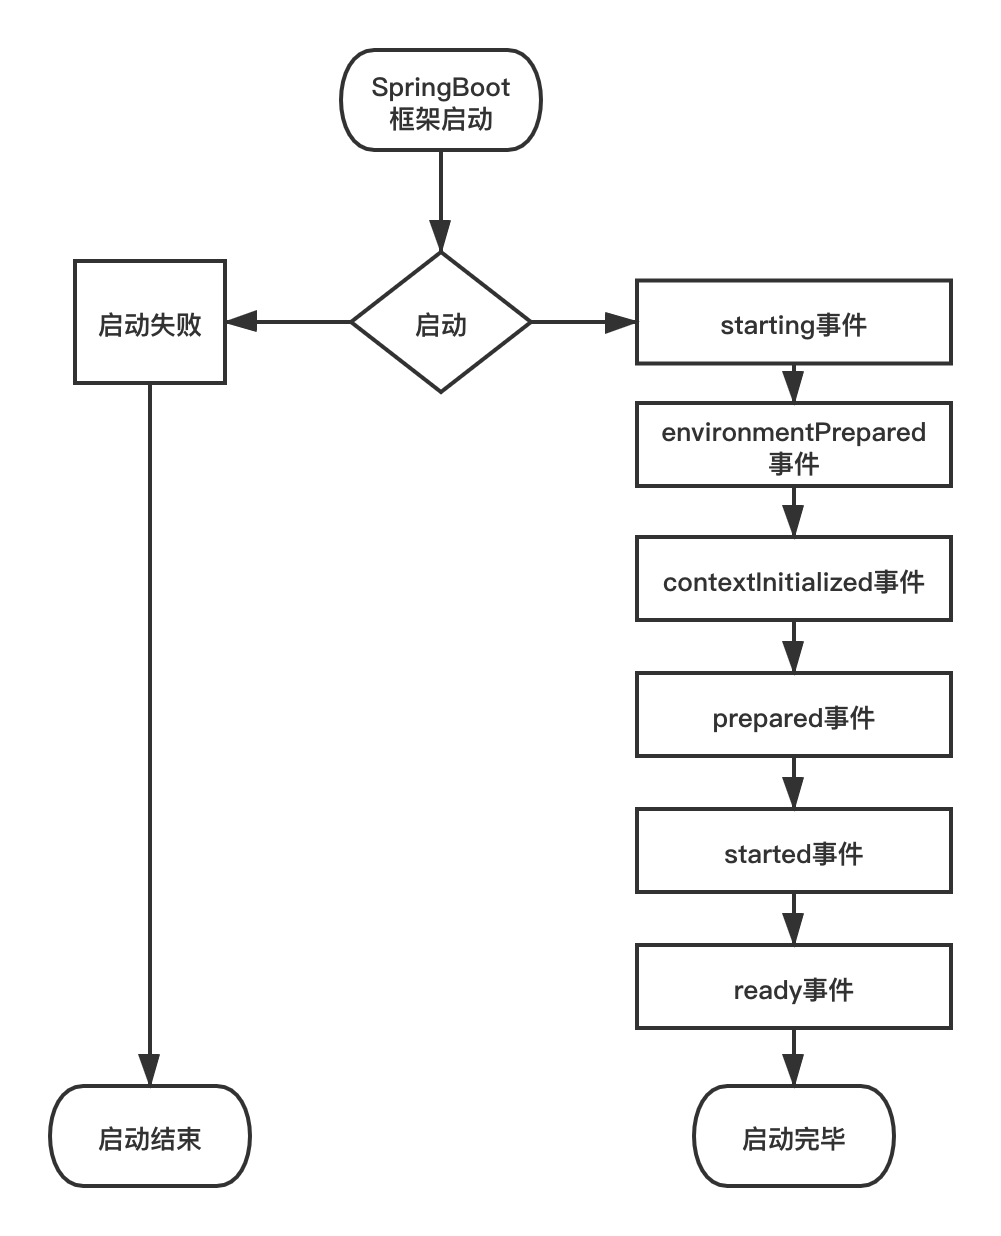 SpringBoot
框架启动
启动失败
启动
starting事件
environmentPrepared
事件
contextInitialized事件
prepared事件
started事件
ready事件
启动结束
启动完毕